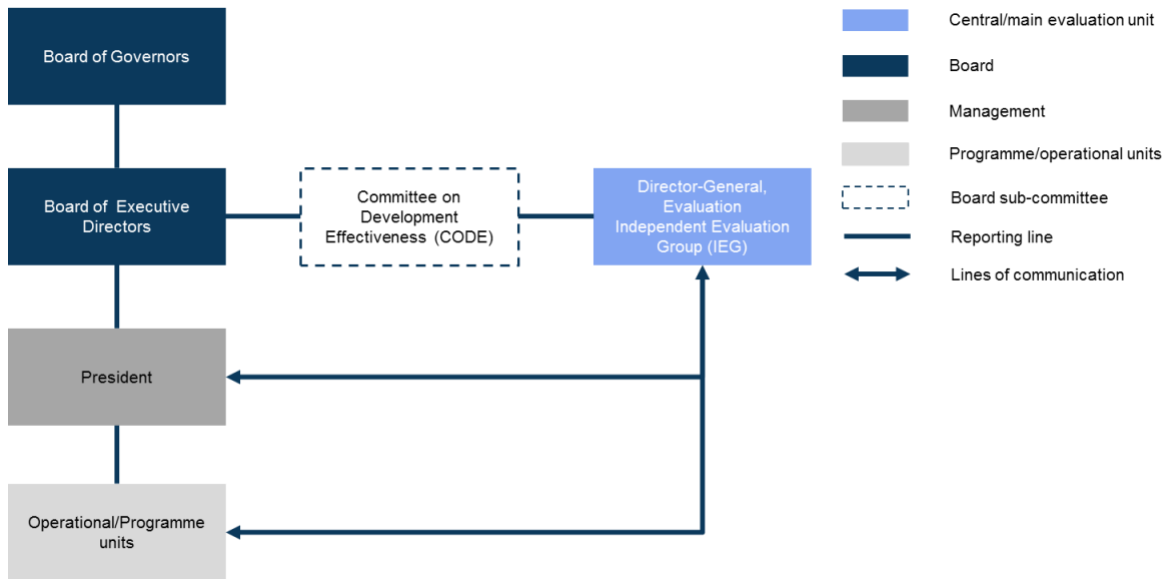 Board of Governors
Board of Executive
Directors
Committee on
Development
Effectiveness (CODE)
Director-General,
Evaluation
Independent Evaluation
Group (IEG)
President
Operational/Programme
units
Central/main evaluation unit
Board
Management
Programme/operational units
Board sub-committee
Reporting line
Lines of communication